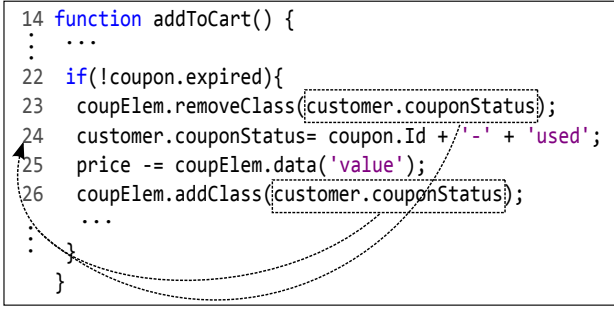 14 function addToCart() {
...
22 if(!coupon.expired){
23 coupElem.removeClass(customer.couponStatus);
24 customer.couponStatus= coupon.Id + '-' + 'used';
25 price -= coupElem.data('value');
26 coupElem.addClass(customer.couponStatus);
...
}
}